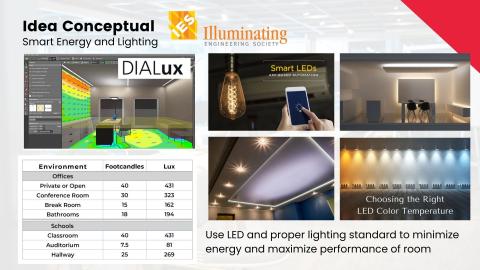 Idea Conceptual
Smart Energy and Lighting
IES
Illuminating
ENGINEERING SOCIETY
DIALux
Smart LEDs
APP-BASED AUTOMATION
Environment Footcandles Lux
Offices
Private or Open 40 431
Conference Room 30 323
Break Room 15 162
Bathrooms 18 194
Schools
Classroom 40 431
Auditorium 7.5 81
Hallway 25 269
Choosing the Right
LED Color Temperature
Use LED and proper lighting standard to minimize
energy and maximize performance of room